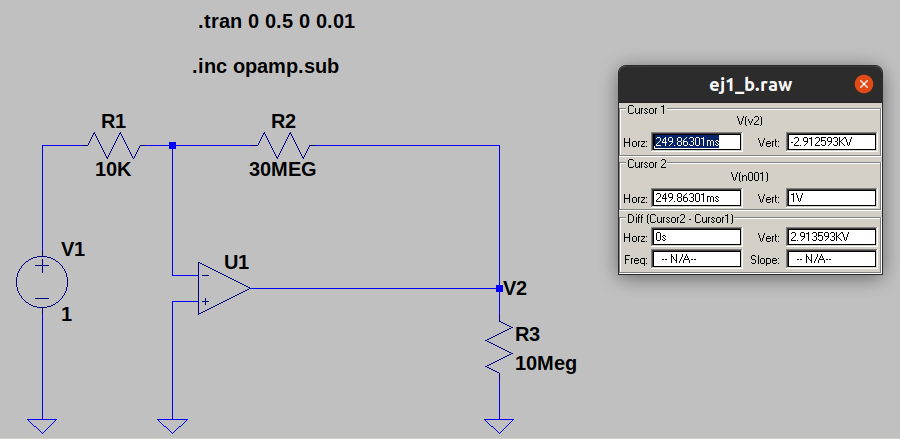 .tran 0 0.5 0 0.01
.inc opamp.sub
R1
10K
R2
30MEG
V1
+
−
1
U1
−
+
V2
R3
10Meg
ej1_b.raw
Cursor 1
V(v2)
Horz: 249.86301ms Vert: -2.912593KV
Cursor 2
V(n001)
Horz: 249.86301ms Vert: 1V
Diff (Cursor2 - Cursor1)
Horz: 0s Vert: 2.913593KV
Freq: -- N/A-- Slope: -- N/A--